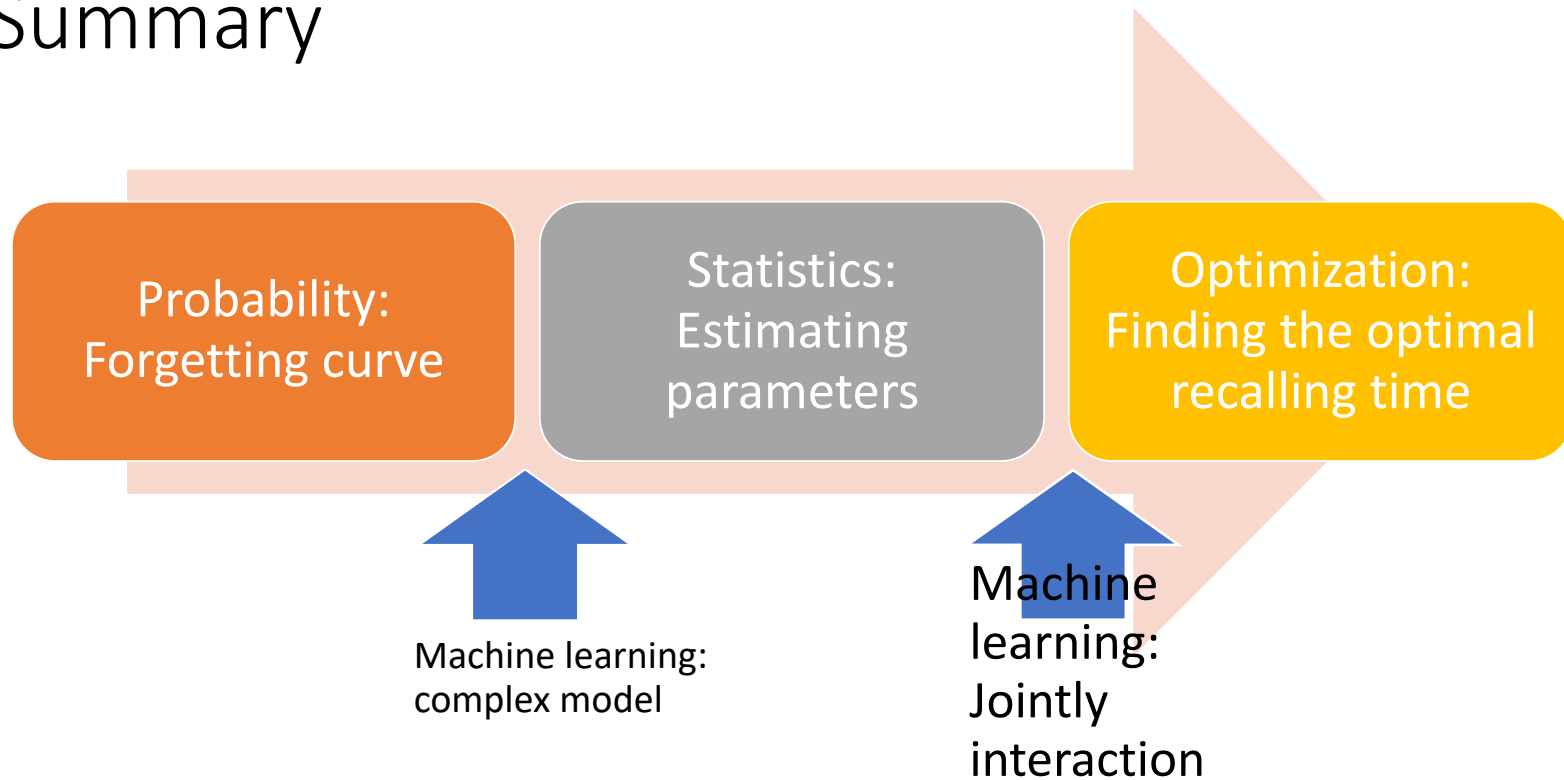 Summary
Probability:
Forgetting curve
Statistics:
Estimating
parameters
Optimization:
Finding the optimal
recalling time
Machine learning:
complex model
Machine
learning:
Jointly
interaction